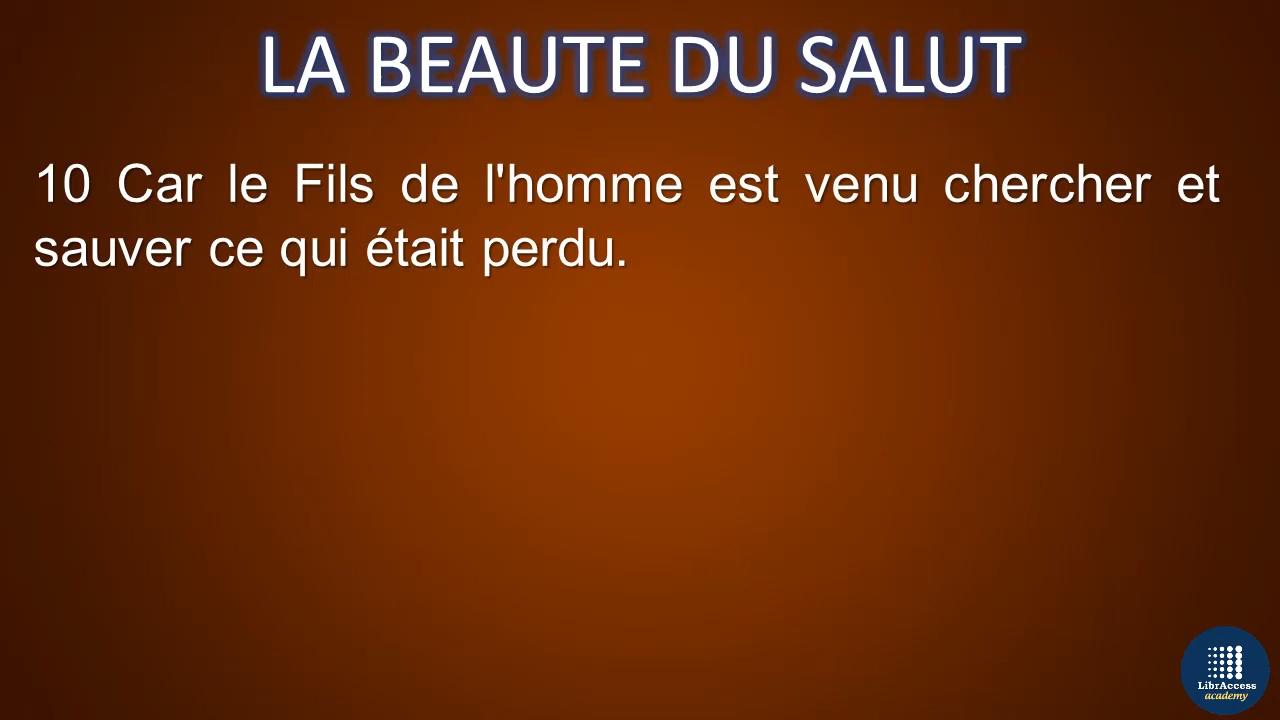 LA BEAUTE DU SALUT
10 Car le Fils de l'homme est venu chercher et
sauver ce qui était perdu.
LibrAccess
academy